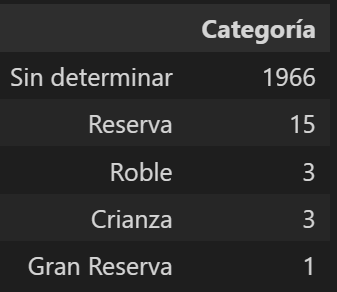 Categoría
Sin determinar 1966
Reserva 15
Roble 3
Crianza 3
Gran Reserva 1